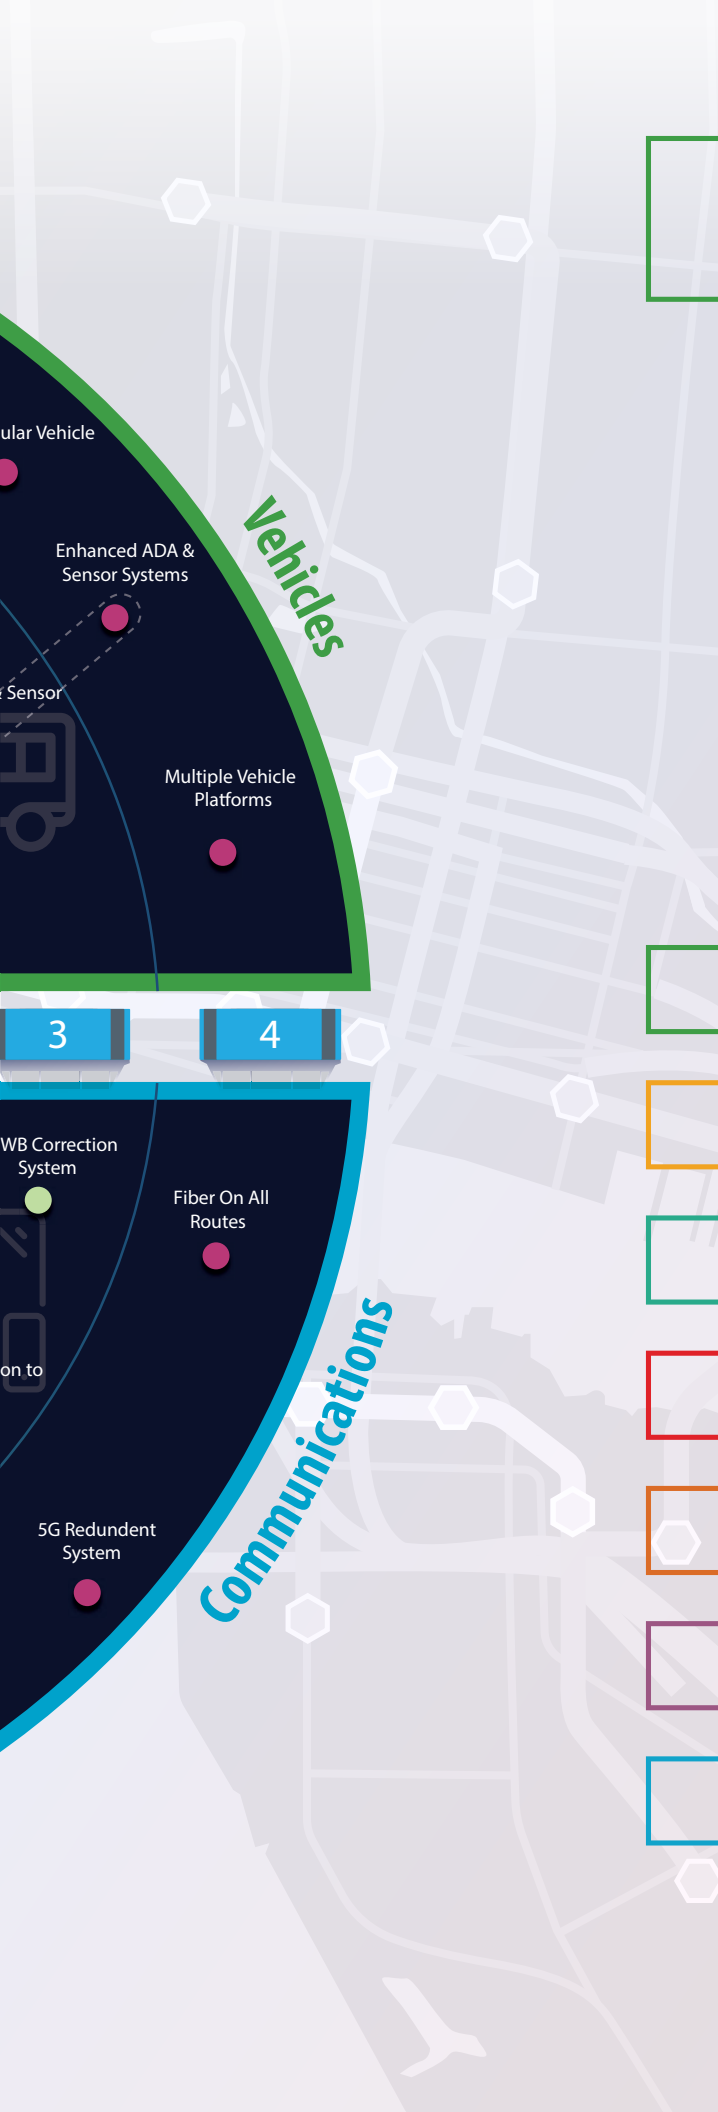 ular Vehicle
Enhanced ADA &
Sensor Systems
Vehicles
& Sensor
Multiple Vehicle
Platforms
3
4
WB Correction
System
Fiber On All
Routes
on to
Communications
5G Redundent
System